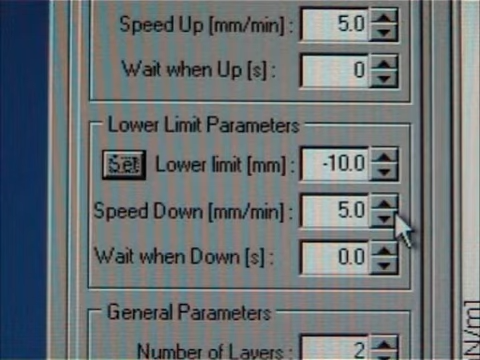 Speed Up [mm/min] : 5.0
Wait when Up [s] : 0
Lower Limit Parameters
Set Lower limit [mm] : -10.0
Speed Down [mm/min] : 5.0
Wait when Down [s] : 0.0
General Parameters
Number of Layers : 2
N/m]